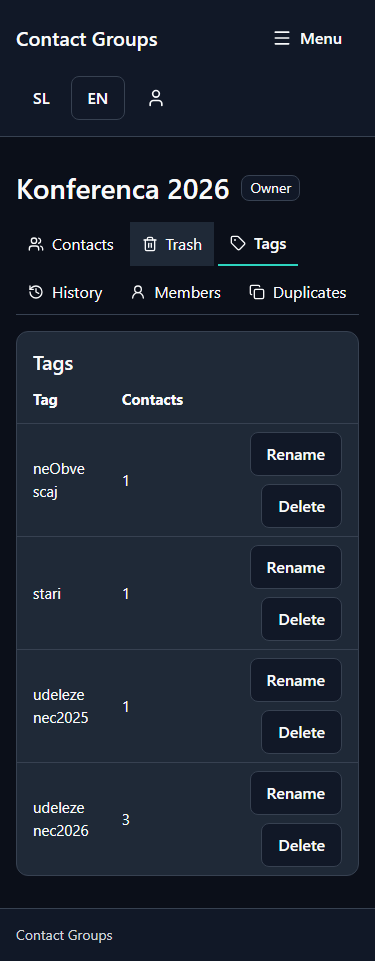 Contact Groups
Menu
SL
EN
Konferenca 2026
Owner
Contacts
Trash
Tags
History
Members
Duplicates
Tags
Tag Contacts
neObve
scaj
1
Rename
Delete
stari
1
Rename
Delete
udeleze
nec2025
1
Rename
Delete
udeleze
nec2026
3
Rename
Delete
Contact Groups